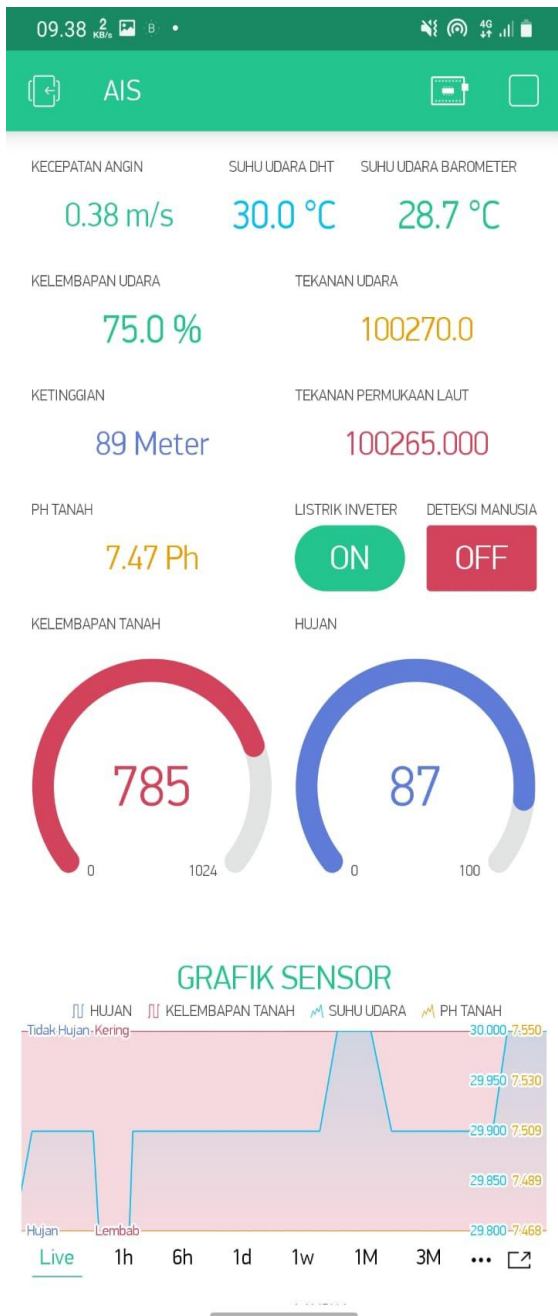 09.38 2 KB/s B
4G
AIS
KECEPATAN ANGIN SUHU UDARA DHT SUHU UDARA BAROMETER
0.38 m/s 30.0 °C 28.7 °C
KELEMBAPAN UDARA TEKANAN UDARA
75.0 % 100270.0
KETINGGIAN TEKANAN PERMUKAAN LAUT
89 Meter 100265.000
PH TANAH LISTRIK INVETER DETEKSI MANUSIA
7.47 Ph ON OFF
KELEMBAPAN TANAH HUJAN
785 87
0 1024 0 100
GRAFIK SENSOR
HUJAN KELEMBAPAN TANAH SUHU UDARA PH TANAH
Tidak Hujan Kering 30.000 7.550
29.950 7.530
29.900 7.509
29.850 7.489
Hujan Lembab 29.800 7.468
Live 1h 6h 1d 1w 1M 3M ...